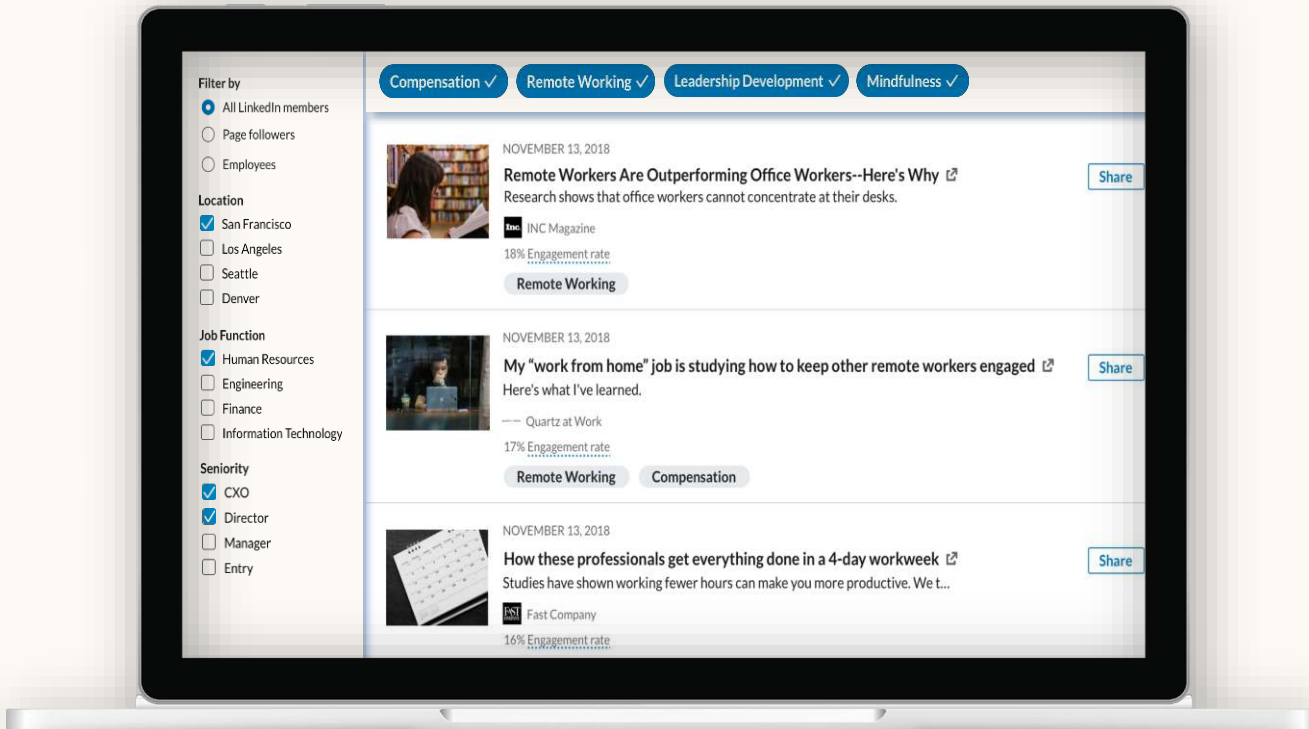 Filter by
All LinkedIn members
Page followers
Employees
Location
San Francisco
Los Angeles
Seattle
Denver
Job Function
Human Resources
Engineering
Finance
Information Technology
Seniority
CXO
Director
Manager
Entry
Compensation ✓
Remote Working ✓
Leadership Development ✓
Mindfulness ✓
NOVEMBER 13, 2018
Remote Workers Are Outperforming Office Workers--Here's Why
Share
Research shows that office workers cannot concentrate at their desks.
Inc. INC Magazine
18% Engagement rate
Remote Working
NOVEMBER 13, 2018
My “work from home” job is studying how to keep other remote workers engaged
Share
Here's what I've learned.
Quartz at Work
17% Engagement rate
Remote Working
Compensation
NOVEMBER 13, 2018
How these professionals get everything done in a 4-day workweek
Share
Studies have shown working fewer hours can make you more productive. We t...
FAST COMPANY Fast Company
16% Engagement rate